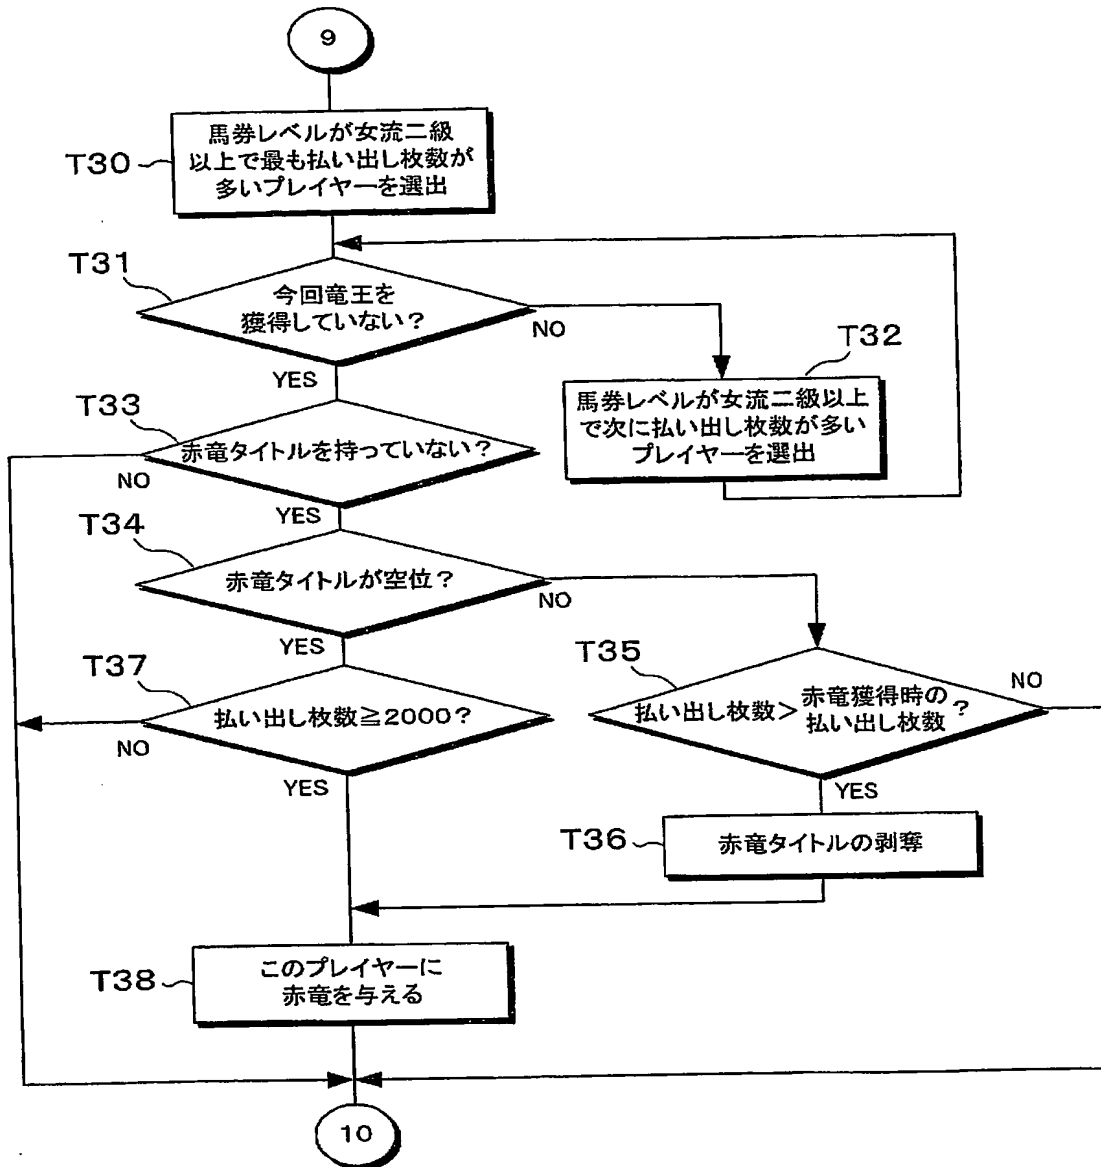 9
T30
馬券レベルが女流二級
以上で最も払い出し枚数が
多いプレイヤーを選出
T31
今回竜王を
獲得していない?
NO
YES
T32
馬券レベルが女流二級以上
で次に払い出し枚数が多い
プレイヤーを選出
T33
赤竜タイトルを持っていない?
NO
YES
T34
赤竜タイトルが空位?
NO
YES
T35
払い出し枚数>赤竜獲得時の払い出し枚数?
NO
YES
T36
赤竜タイトルの剥奪
T37
払い出し枚数≧2000?
NO
YES
T38
このプレイヤーに
赤竜を与える
10